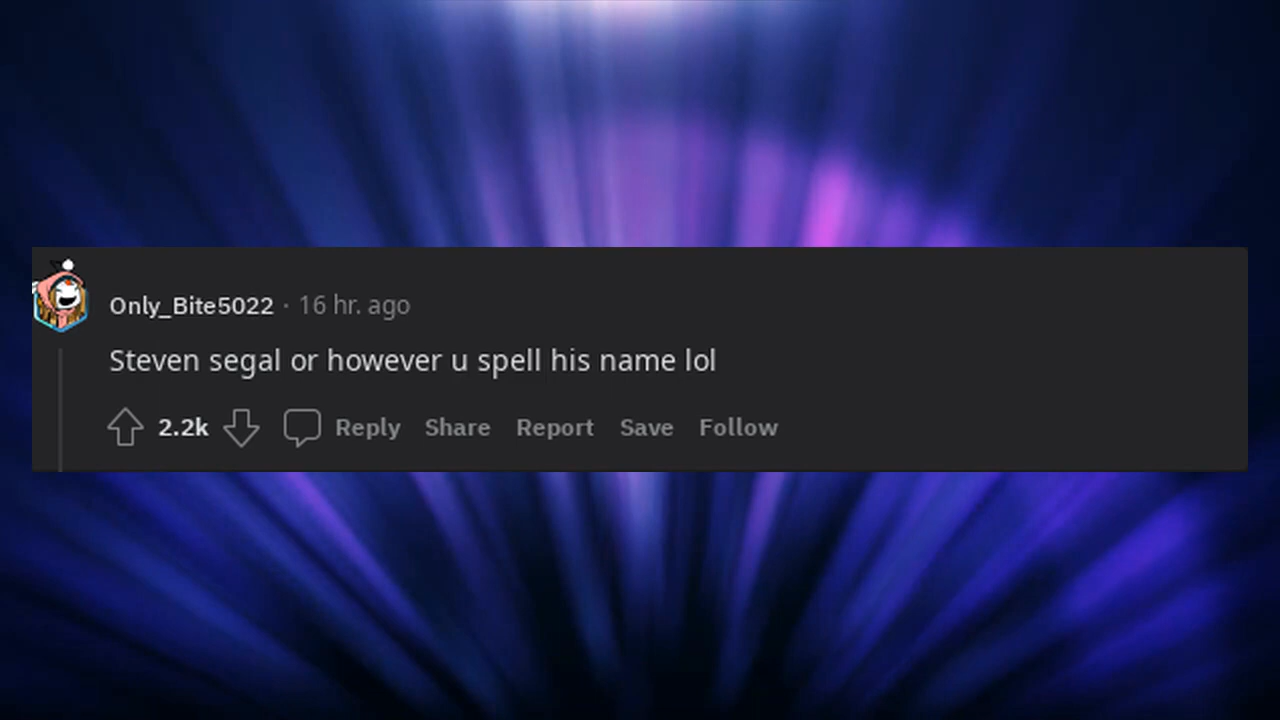 Only_Bite5022 · 16 hr. ago
Steven segal or however u spell his name lol
2.2k Reply Share Report Save Follow